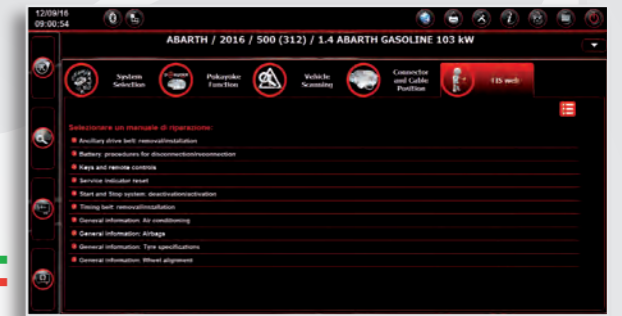 12/09/16
09:00:54
ABARTH / 2016 / 500 (312) / 1.4 ABARTH GASOLINE 103 kW
System
Selection
Pokayoke
Function
Vehicle
Scanning
Connector
and Cable
Position
TIS web
Selezionare un manuale di riparazione:
Ancillary drive belt: removal/installation
Battery: procedures for disconnection/reconnection
Keys and remote controls
Service indicator reset
Start and Stop system: deactivation/activation
Timing belt: removal/installation
General information: Air conditioning
General information: Airbags
General information: Tyre specifications
General information: Wheel alignment